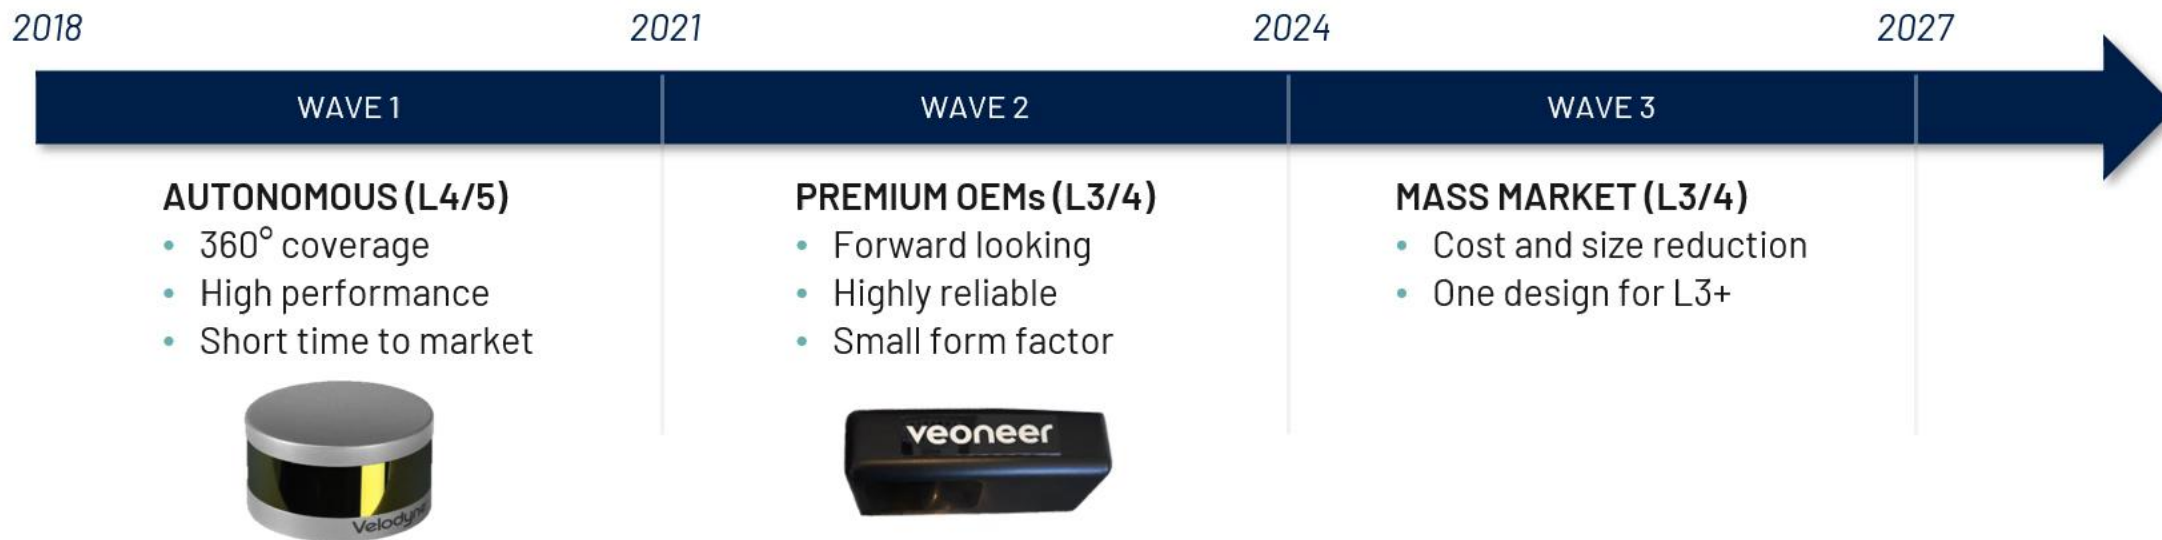 2018 2021 2024 2027
WAVE 1 WAVE 2 WAVE 3
AUTONOMOUS (L4/5)
• 360° coverage
• High performance
• Short time to market
Velodyne
PREMIUM OEMs (L3/4)
• Forward looking
• Highly reliable
• Small form factor
veoneer
MASS MARKET (L3/4)
• Cost and size reduction
• One design for L3+